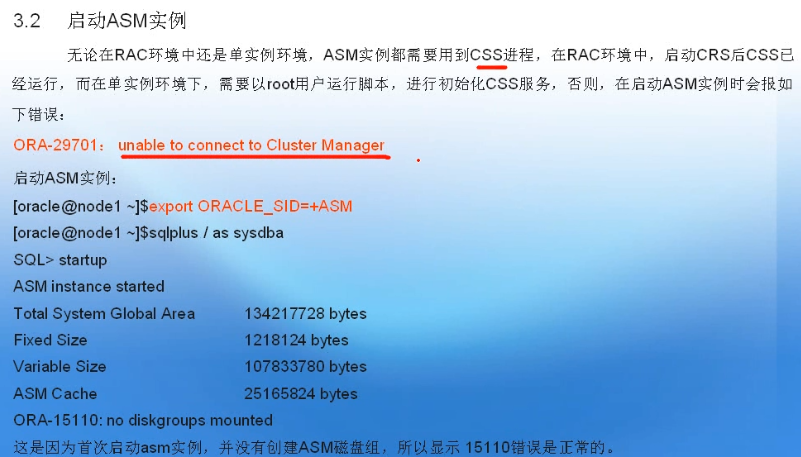 3.2 启动ASM实例
无论在RAC环境中还是单实例环境，ASM实例都需要用到CSS进程，在RAC环境中，启动CRS后CSS已
经运行，而在单实例环境下，需要以root用户运行脚本，进行初始化CSS服务，否则，在启动ASM实例时会报如
下错误：
ORA-29701： unable to connect to Cluster Manager
启动ASM实例：
[oracle@node1 ~]$export ORACLE_SID=+ASM
[oracle@node1 ~]$sqlplus / as sysdba
SQL> startup
ASM instance started
Total System Global Area 134217728 bytes
Fixed Size 1218124 bytes
Variable Size 107833780 bytes
ASM Cache 25165824 bytes
ORA-15110: no diskgroups mounted
这是因为首次启动asm实例，并没有创建ASM磁盘组，所以显示 15110错误是正常的。